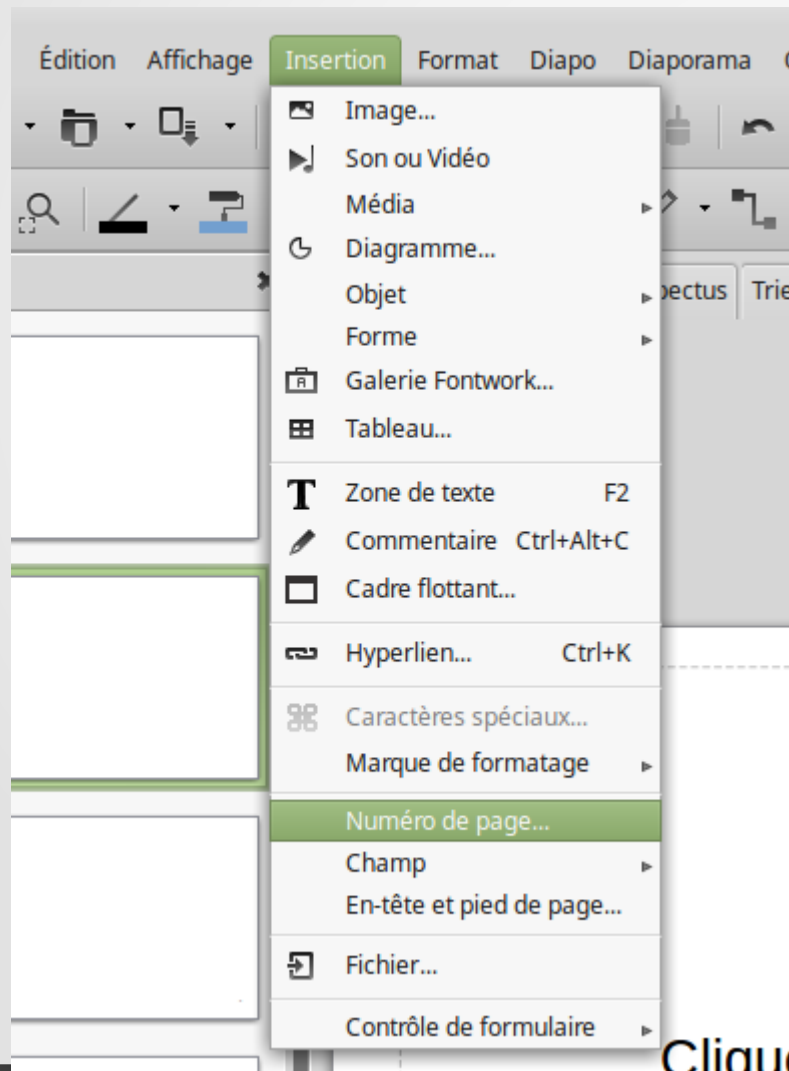 Édition Affichage Insertion Format Diapo Diaporama
Image...
Son ou Vidéo
Média
Diagramme...
Objet
Forme
Galerie Fontwork...
Tableau...
Zone de texte F2
Commentaire Ctrl+Alt+C
Cadre flottant...
Hyperlien... Ctrl+K
Caractères spéciaux...
Marque de formatage
Numéro de page...
Champ
En-tête et pied de page...
Fichier...
Contrôle de formulaire